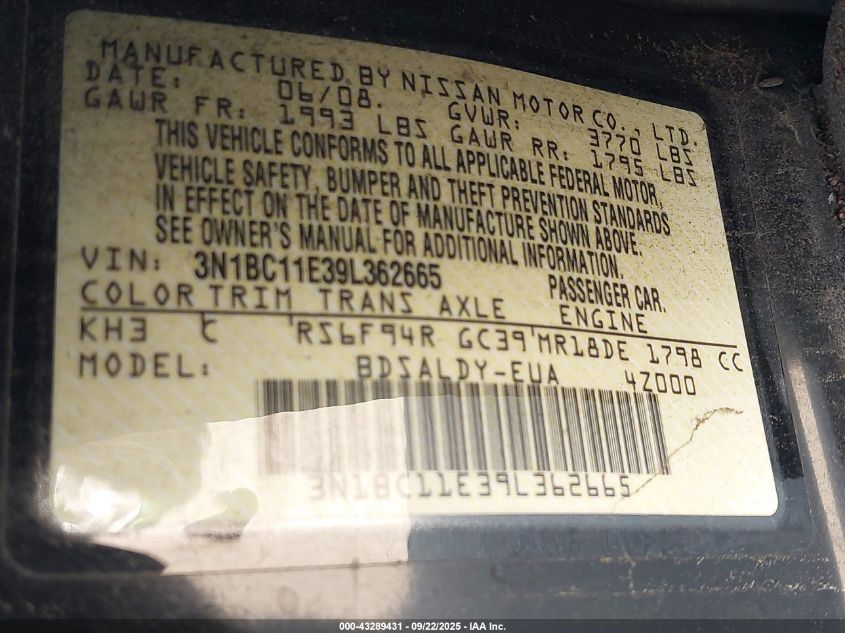 MANUFACTURED BY NISSAN MOTOR CO., LTD.
DATE: 06/08. GVWR: 3770 LBS
GAWR FR: 1993 LBS GAWR RR: 1795 LBS
THIS VEHICLE CONFORMS TO ALL APPLICABLE FEDERAL MOTOR
VEHICLE SAFETY, BUMPER AND THEFT PREVENTION STANDARDS
IN EFFECT ON THE DATE OF MANUFACTURE SHOWN ABOVE.
SEE OWNER'S MANUAL FOR ADDITIONAL INFORMATION.
VIN: 3N1BC11E39L362665 PASSENGER CAR.
COLOR TRIM TRANS AXLE ENGINE
KH3 C RS6F94R GC39 MR18DE 1798 CC
MODEL: BDSALDY-EUA 4Z000
3N1BC11E39L362665
000-43289431 - 09/22/2025 - IAA Inc.